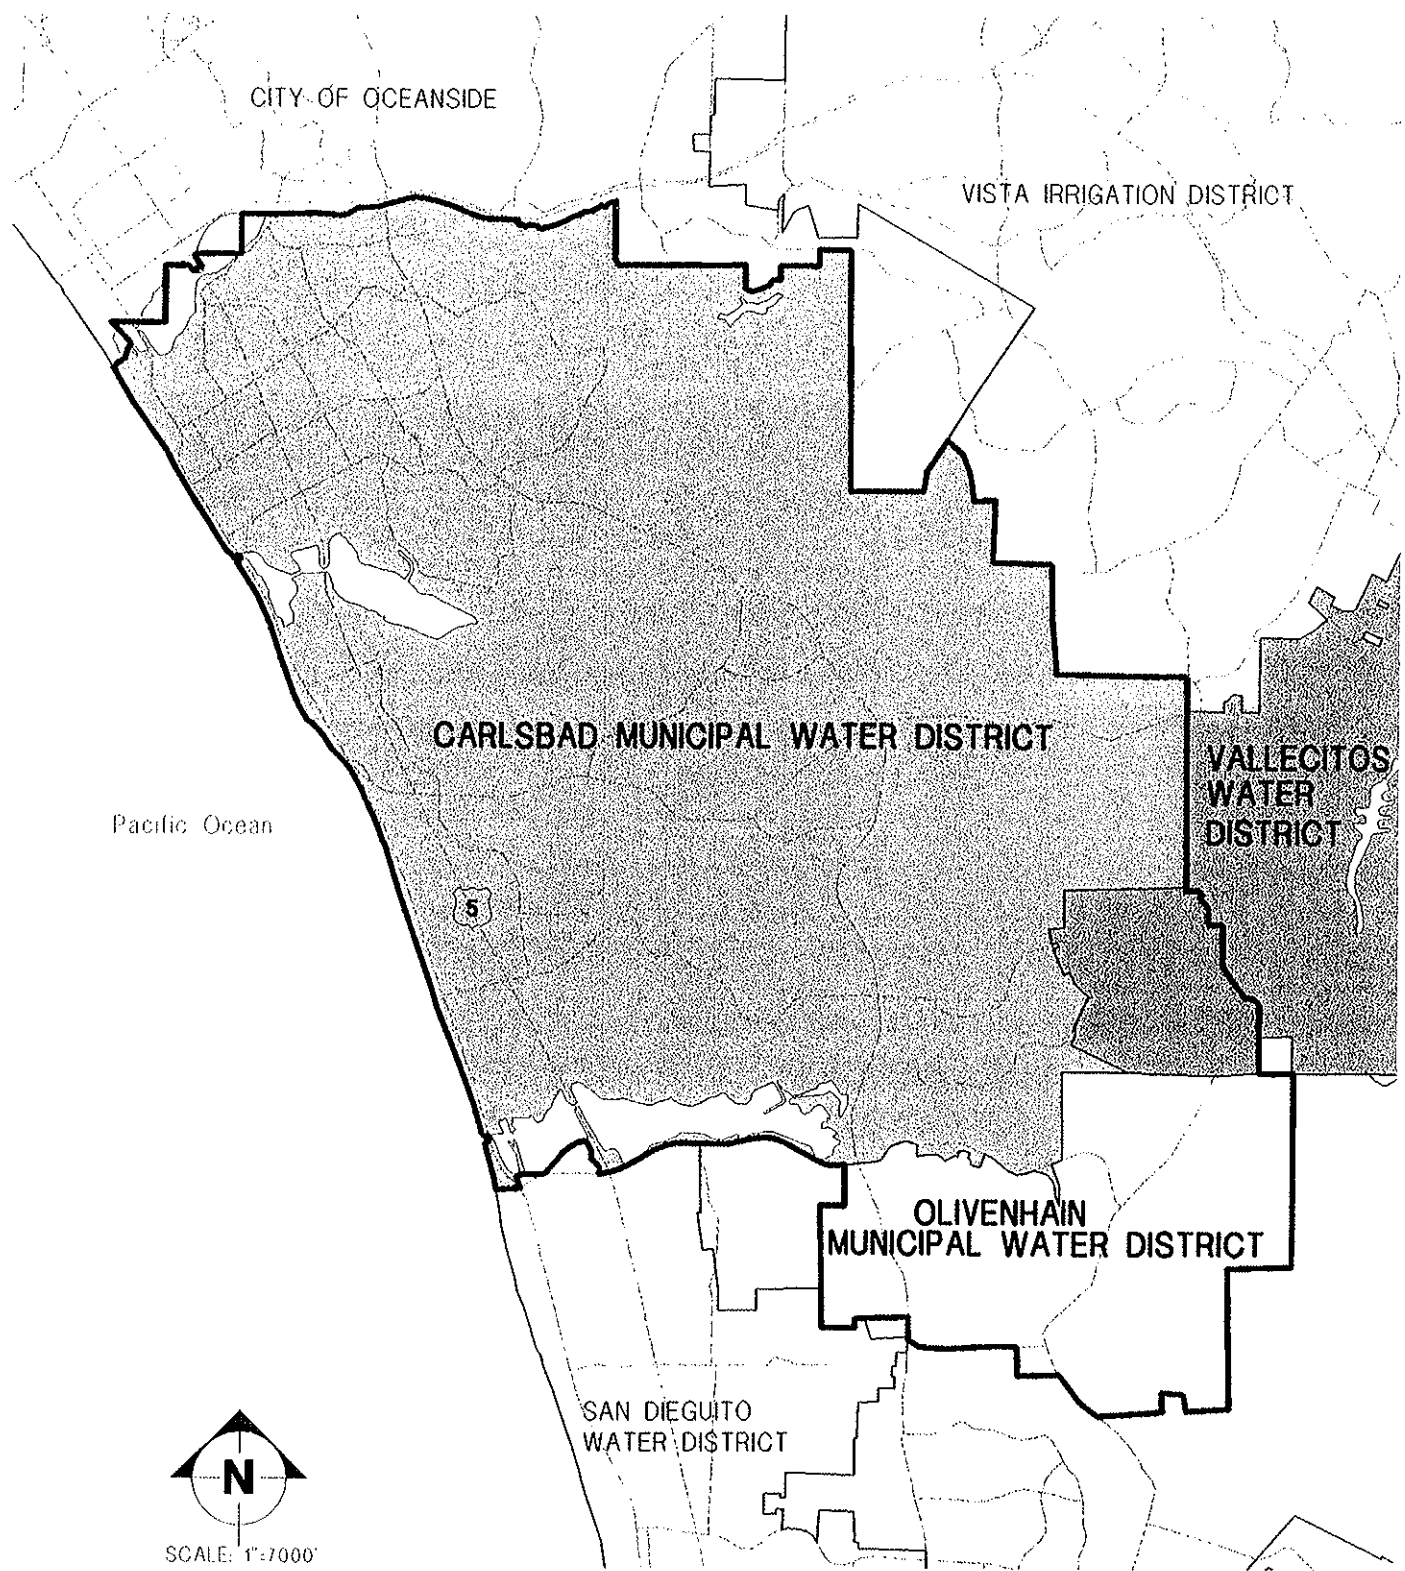 CITY OF OCEANSIDE
VISTA IRRIGATION DISTRICT
CARLSBAD MUNICIPAL WATER DISTRICT
VALLECITOS
WATER
DISTRICT
Pacific Ocean
5
OLIVENHAIN
MUNICIPAL WATER DISTRICT
SAN DIEGUITO
WATER DISTRICT
N
SCALE: 1":7000'